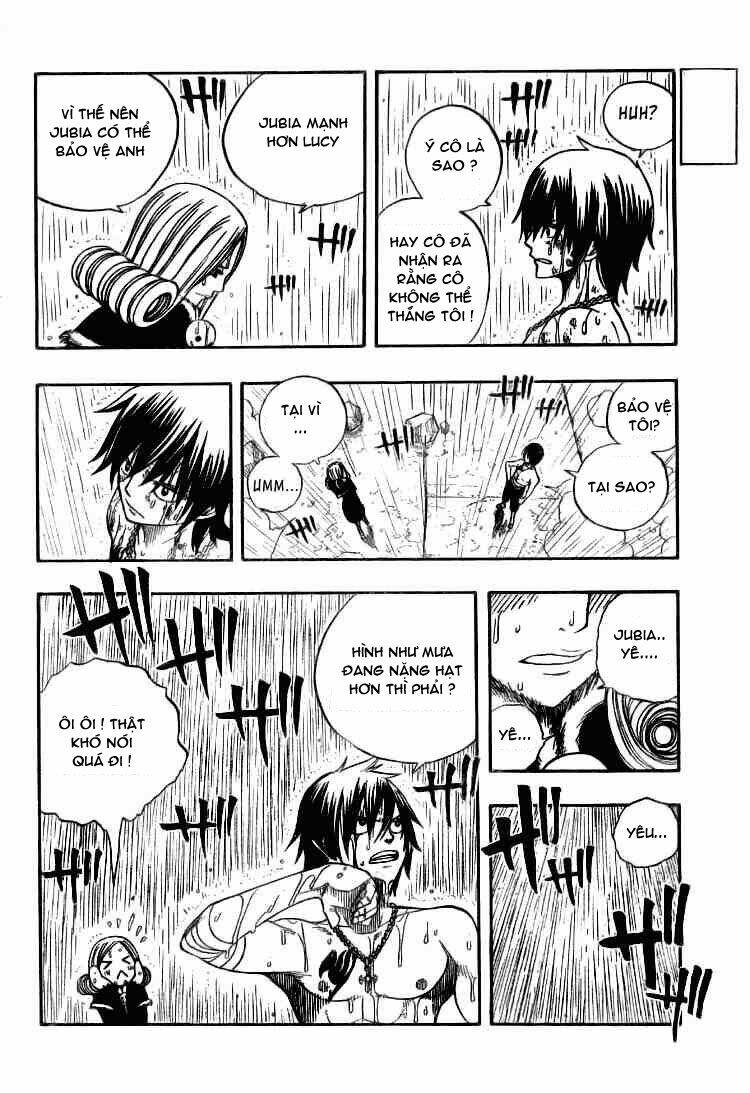 HUH?
Ý CÔ LÀ
SAO ?
HAY CÔ ĐÃ
NHẬN RA
RẰNG CÔ
KHÔNG THỂ
THẮNG TÔI !
JUBIA MẠNH
HƠN LUCY
VÌ THẾ NÊN
JUBIA CÓ THỂ
BẢO VỆ ANH
BẢO VỆ
TÔI?
TẠI SAO?
TẠI VÌ
...
UMM...
JUBIA..
YÊ....
YÊ...
YÊU...
HÌNH NHƯ MƯA
ĐANG NẶNG HẠT
HƠN THÌ PHẢI ?
ÔI ÔI ! THẬT
KHÓ NÓI
QUÁ ĐI !